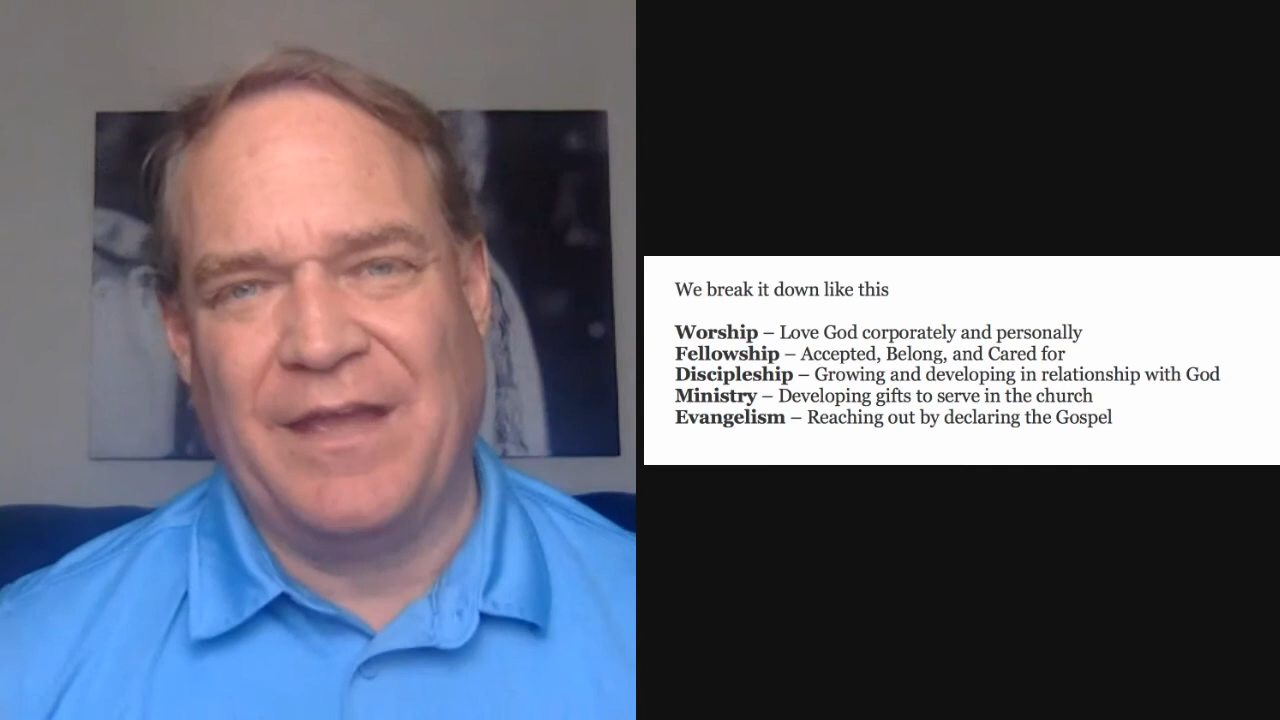 We break it down like this
Worship – Love God corporately and personally
Fellowship – Accepted, Belong, and Cared for
Discipleship – Growing and developing in relationship with God
Ministry – Developing gifts to serve in the church
Evangelism – Reaching out by declaring the Gospel